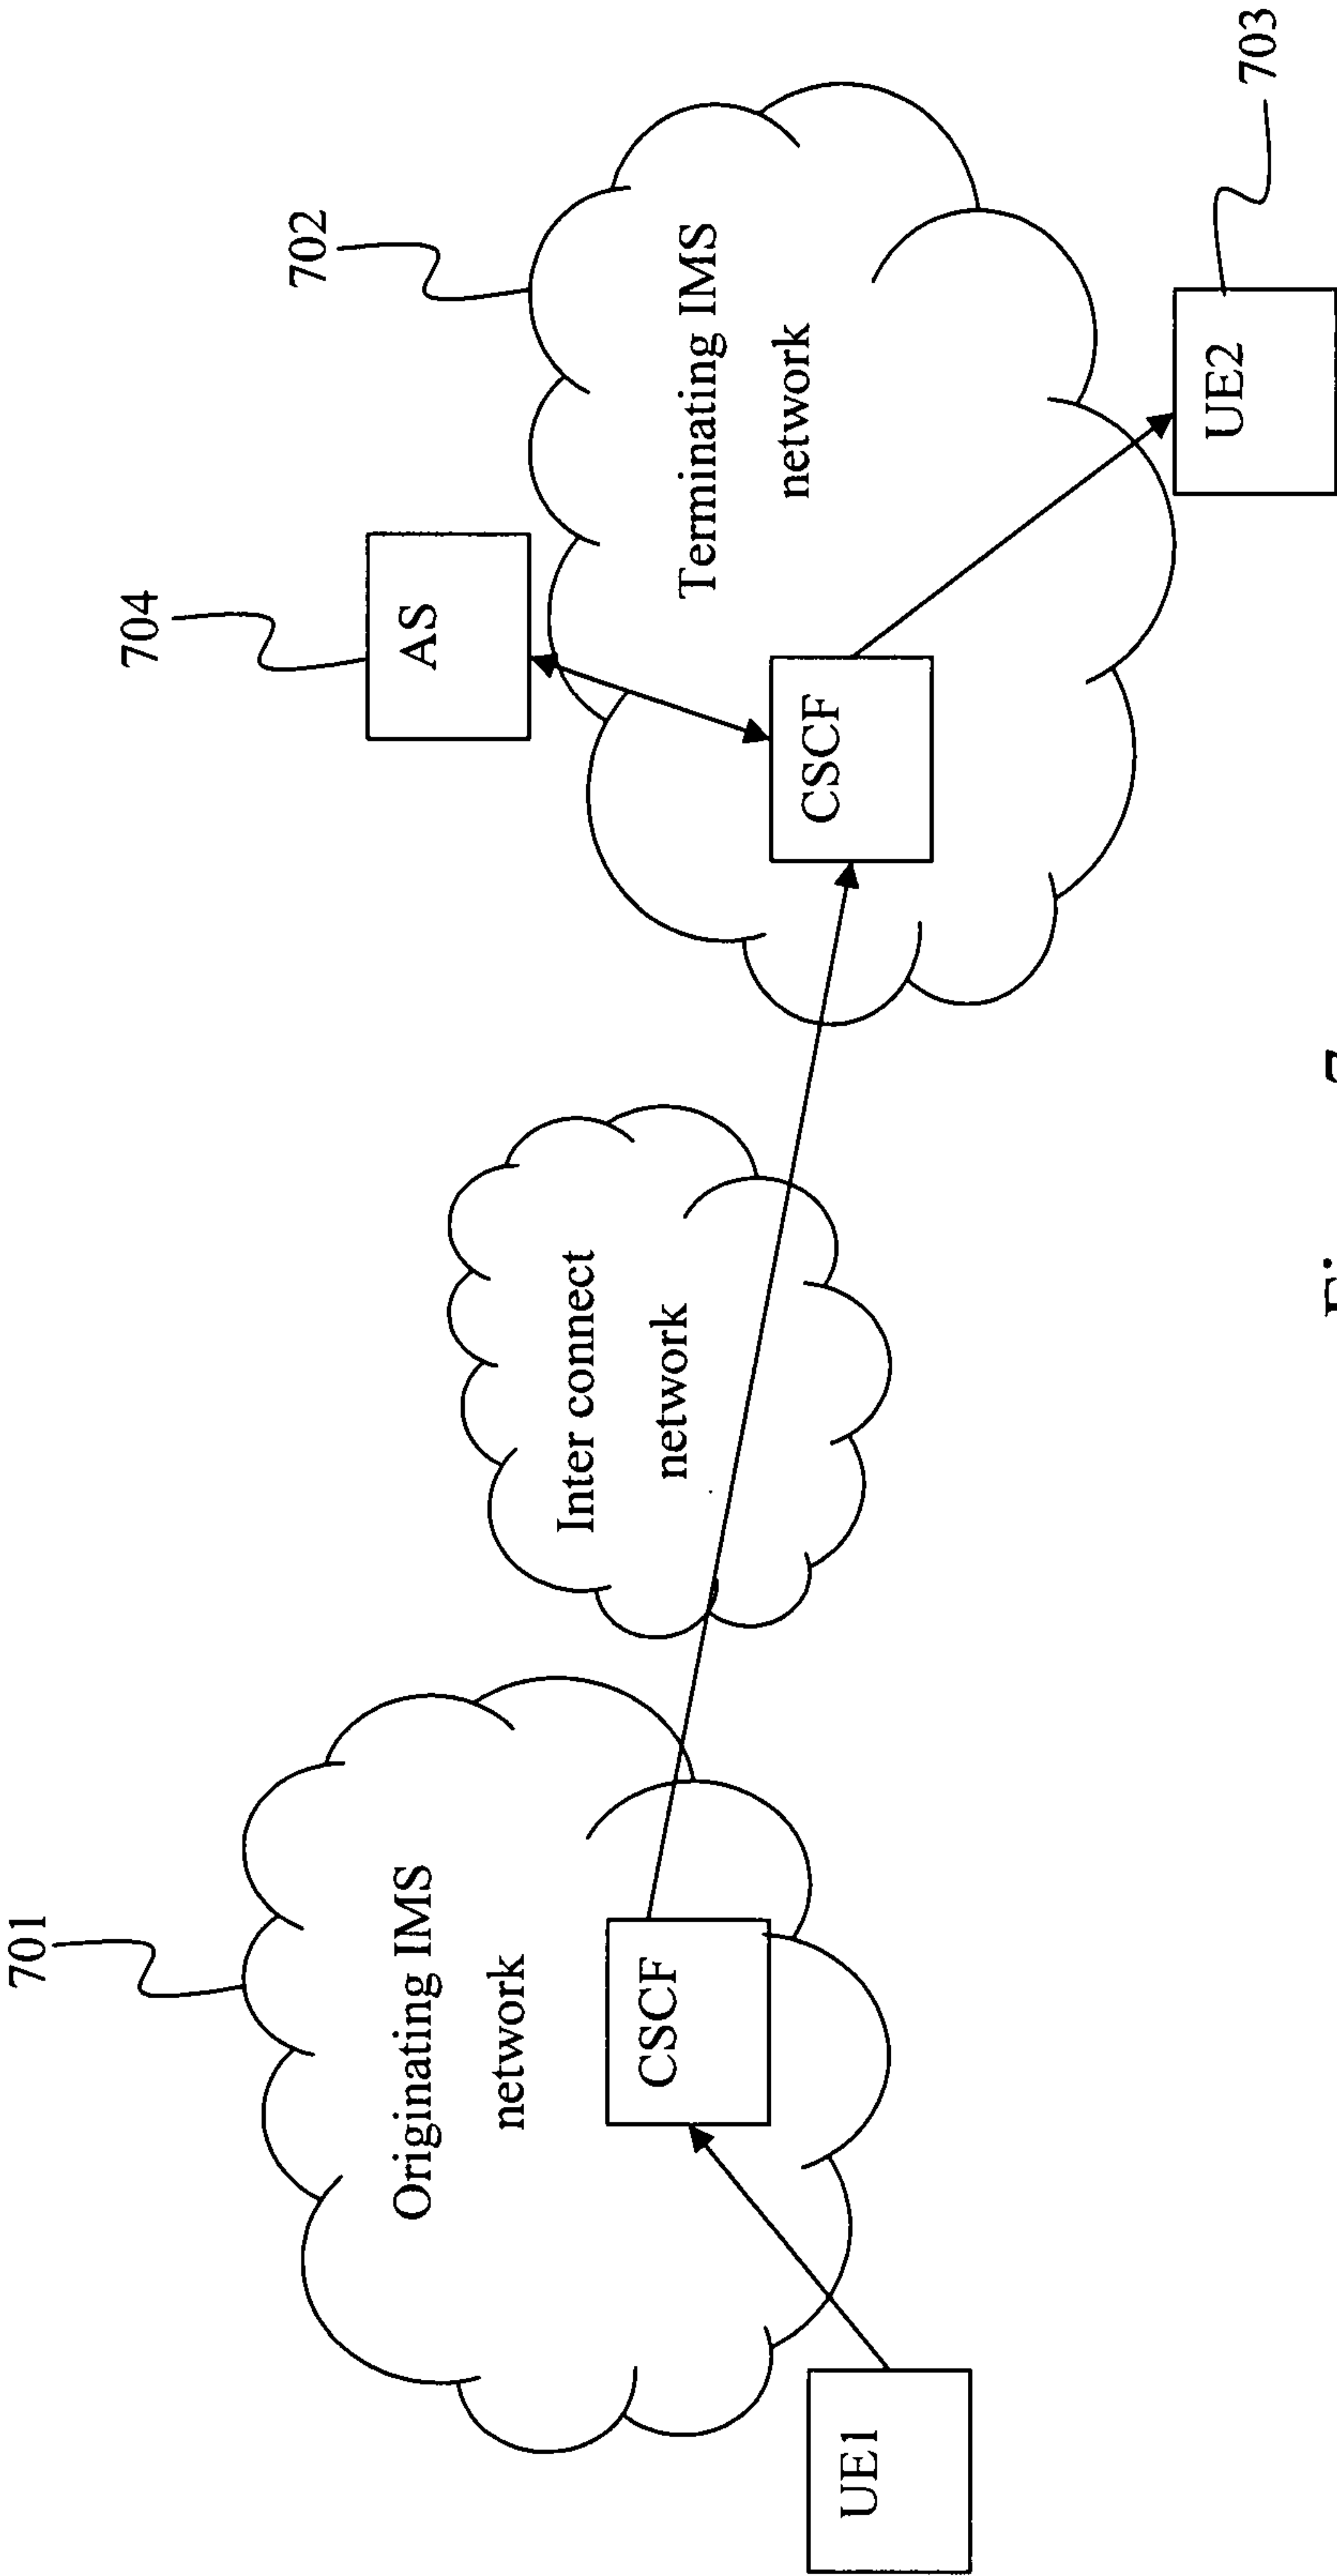 701
Originating IMS
network
CSCF
UE1
Inter connect
network
704
AS
702
Terminating IMS
network
CSCF
UE2
703